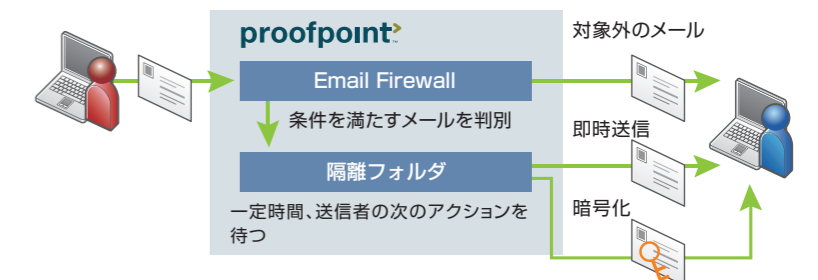 proofpoint
対象外のメール
Email Firewall
条件を満たすメールを判別
即時送信
隔離フォルダ
一定時間、送信者の次のアクションを
待つ
暗号化